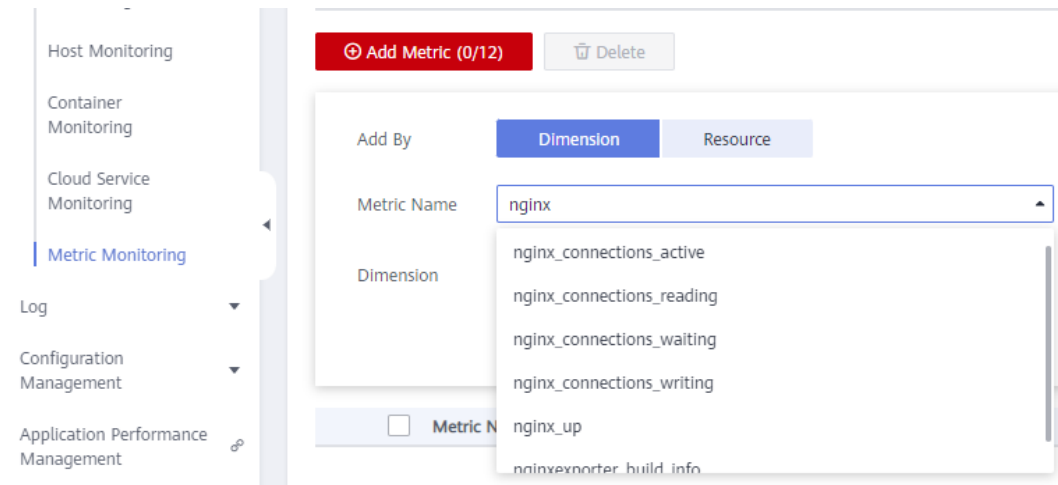 Host Monitoring
Container
Monitoring
Cloud Service
Monitoring
Metric Monitoring
Log
Configuration
Management
Application Performance
Management
Add Metric (0/12)
Delete
Add By
Dimension
Resource
Metric Name
nginx
Dimension
nginx_connections_active
nginx_connections_reading
nginx_connections_waiting
nginx_connections_writing
nginx_up
nginxexporter_build_info
Metric N